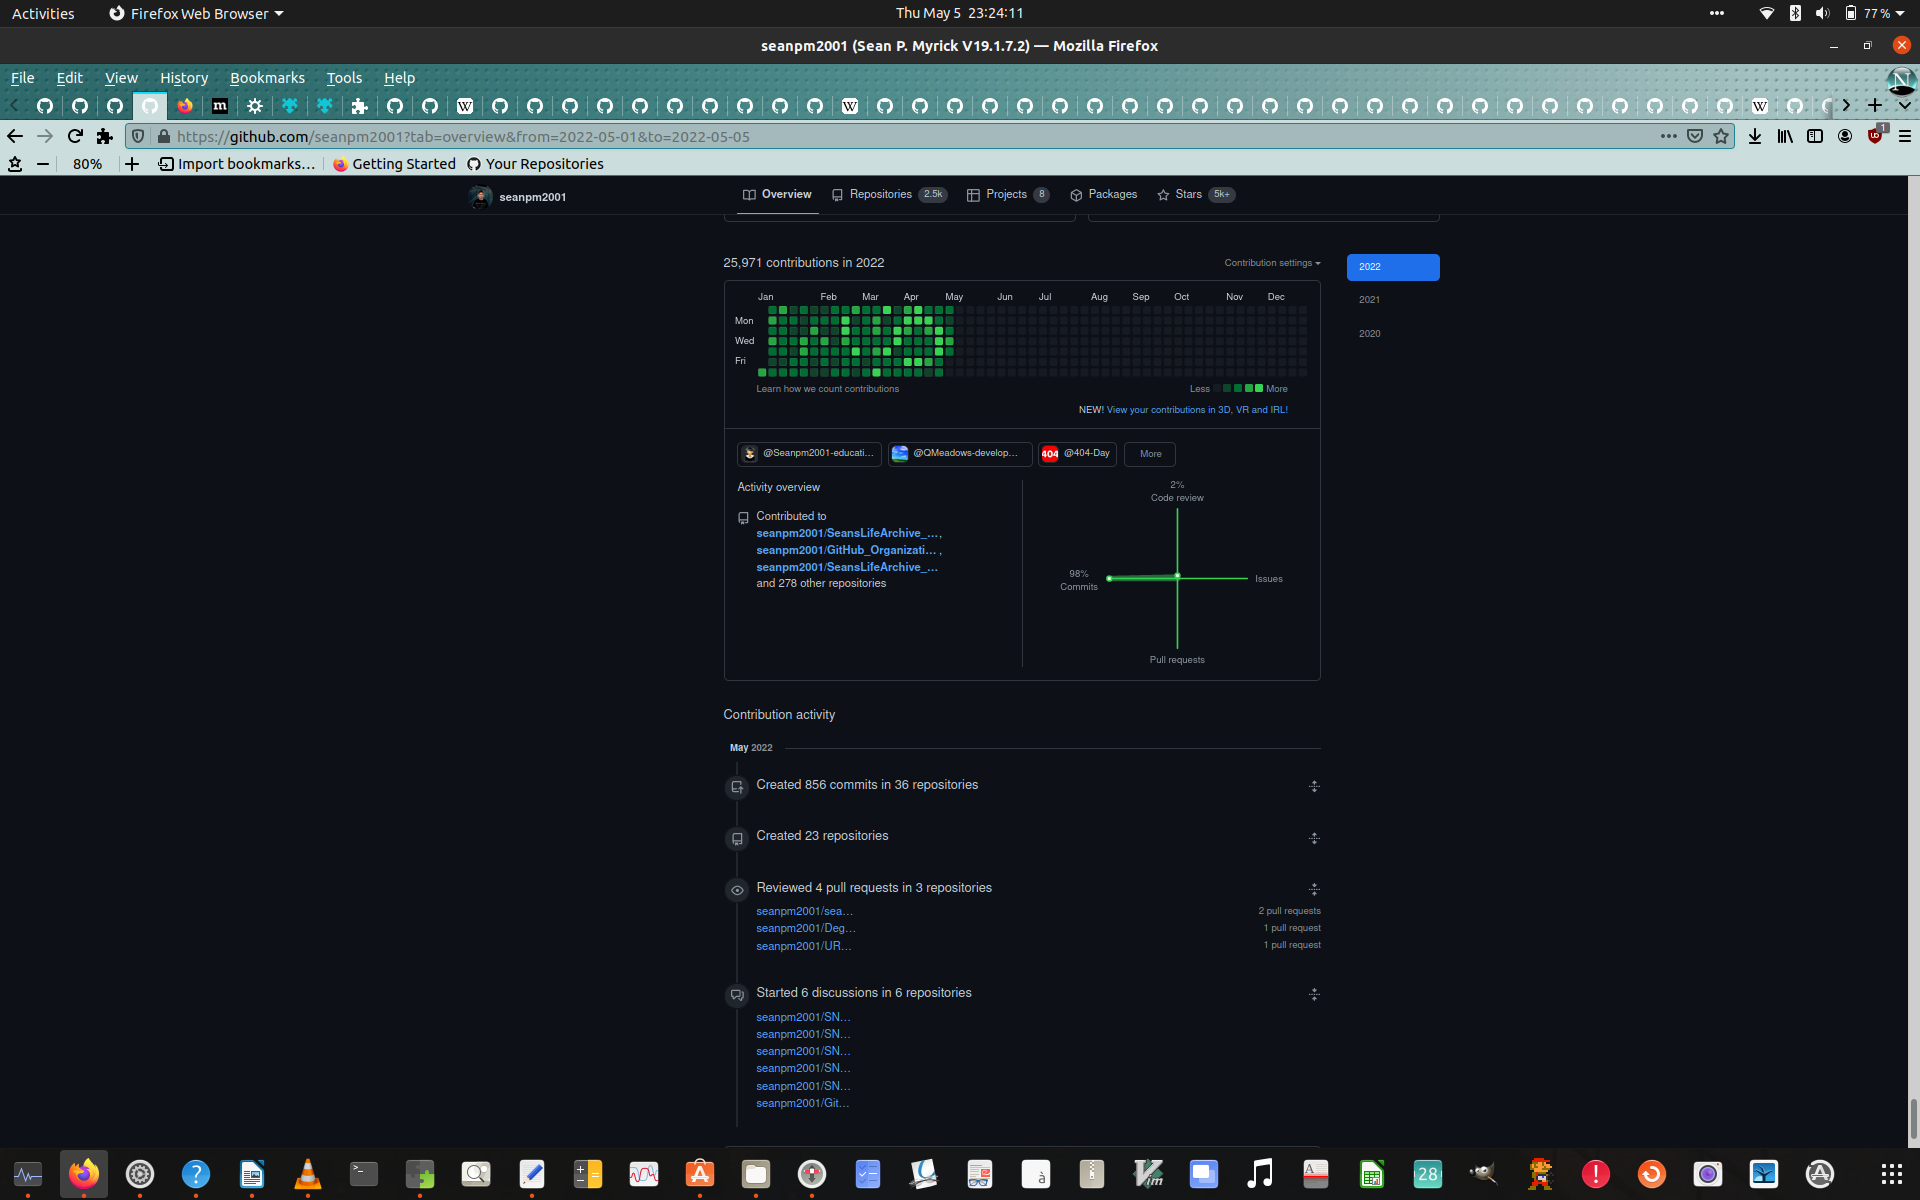 Activities
Firefox Web Browser
Thu May 5 23:24:11
77 %
seanpm2001 (Sean P. Myrick V19.1.7.2) — Mozilla Firefox
File Edit View History Bookmarks Tools Help
https://github.com/seanpm2001?tab=overview&from=2022-05-01&to=2022-05-05
1
80% Import bookmarks... Getting Started Your Repositories
seanpm2001
Overview Repositories 2.5k Projects 8 Packages Stars 5k+
25,971 contributions in 2022
Contribution settings
2022
2021
2020
Jan Feb Mar Apr May Jun Jul Aug Sep Oct Nov Dec
Mon
Wed
Fri
Learn how we count contributions
Less More
NEW! View your contributions in 3D, VR and IRL!
@Seanpm2001-educati... @QMeadows-develop... 404 @404-Day More
Activity overview
Contributed to
seanpm2001/SeansLifeArchive_...,
seanpm2001/GitHub_Organizati... ,
seanpm2001/SeansLifeArchive_...
and 278 other repositories
2%
Code review
98%
Commits
Issues
Pull requests
Contribution activity
May 2022
Created 856 commits in 36 repositories
Created 23 repositories
Reviewed 4 pull requests in 3 repositories
seanpm2001/sea... 2 pull requests
seanpm2001/Deg... 1 pull request
seanpm2001/UR... 1 pull request
Started 6 discussions in 6 repositories
seanpm2001/SN...
seanpm2001/SN...
seanpm2001/SN...
seanpm2001/SN...
seanpm2001/SN...
seanpm2001/Git...
28